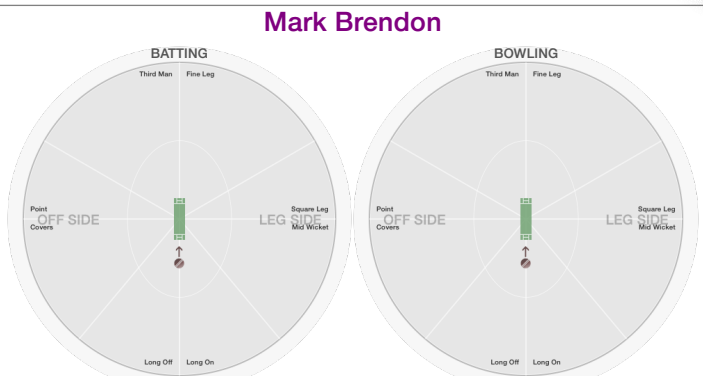 Mark Brendon
BATTING
BOWLING
Third Man
Fine Leg
Third Man
Fine Leg
Point
OFF SIDE
Covers
Square Leg
LEG SIDE
Mid Wicket
Point
OFF SIDE
Covers
Square Leg
LEG SIDE
Mid Wicket
Long Off
Long On
Long Off
Long On